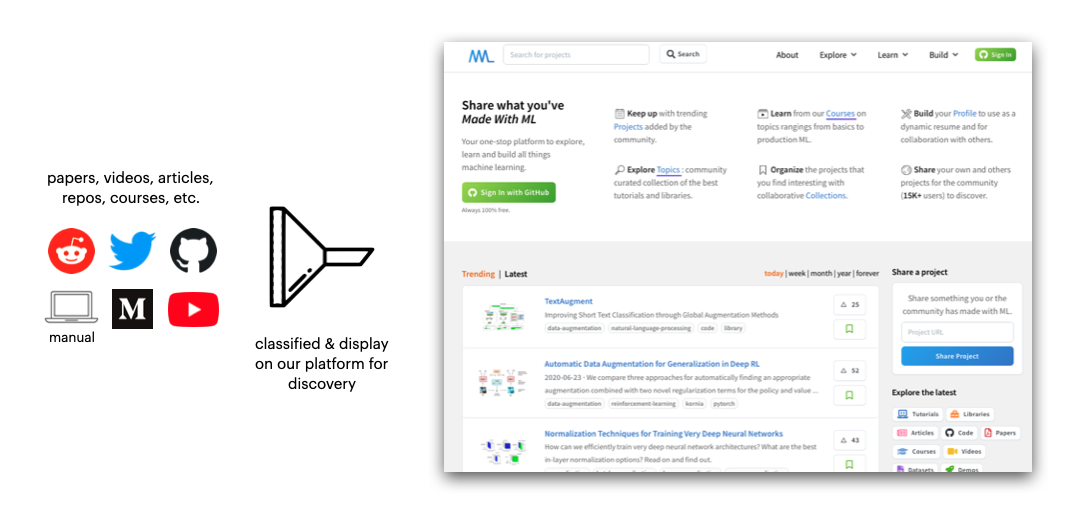 papers, videos, articles,
repos, courses, etc.
M
manual
classified & display
on our platform for
discovery
Search for projects
Search
About
Explore
Learn
Build
Sign In
Share what you've
Made With ML
Your one-stop platform to explore,
learn and build all things
machine learning.
Sign In with GitHub
Always 100% free.
Keep up with trending
Projects added by the
community.
Learn from our Courses on
topics rangings from basics to
production ML.
Build your Profile to use as a
dynamic resume and for
collaboration with others.
Explore Topics : community
curated collection of the best
tutorials and libraries.
Organize the projects that
you find interesting with
collaborative Collections.
Share your own and others
projects for the community
(15K+ users) to discover.
Trending | Latest
today | week | month | year | forever
TextAugment
Improving Short Text Classification through Global Augmentation Methods
data-augmentation natural-language-processing code library
25
Automatic Data Augmentation for Generalization in Deep RL
2020-06-23 · We compare three approaches for automatically finding an appropriate
augmentation combined with two novel regularization terms for the policy and value ...
data-augmentation reinforcement-learning kornia pytorch
52
Normalization Techniques for Training Very Deep Neural Networks
How can we efficiently train very deep neural network architectures? What are the best
in-layer normalization options? Read on and find out.
43
Share a project
Share something you or the
community has made with ML.
Project URL
Share Project
Explore the latest
Tutorials Libraries
Articles Code Papers
Courses Videos
Datasets Demos